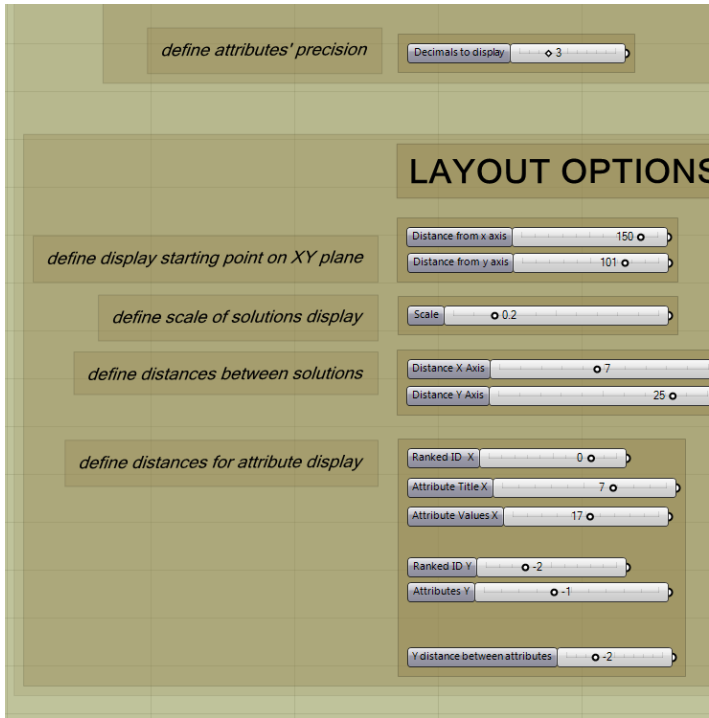 define attributes' precision
Decimals to display 3
LAYOUT OPTIONS
define display starting point on XY plane
Distance from x axis 150
Distance from y axis 101
define scale of solutions display
Scale 0.2
define distances between solutions
Distance X Axis 7
Distance Y Axis 25
define distances for attribute display
Ranked ID X 0
Attribute Title X 7
Attribute Values X 17
Ranked ID Y -2
Attributes Y -1
Y distance between attributes -2